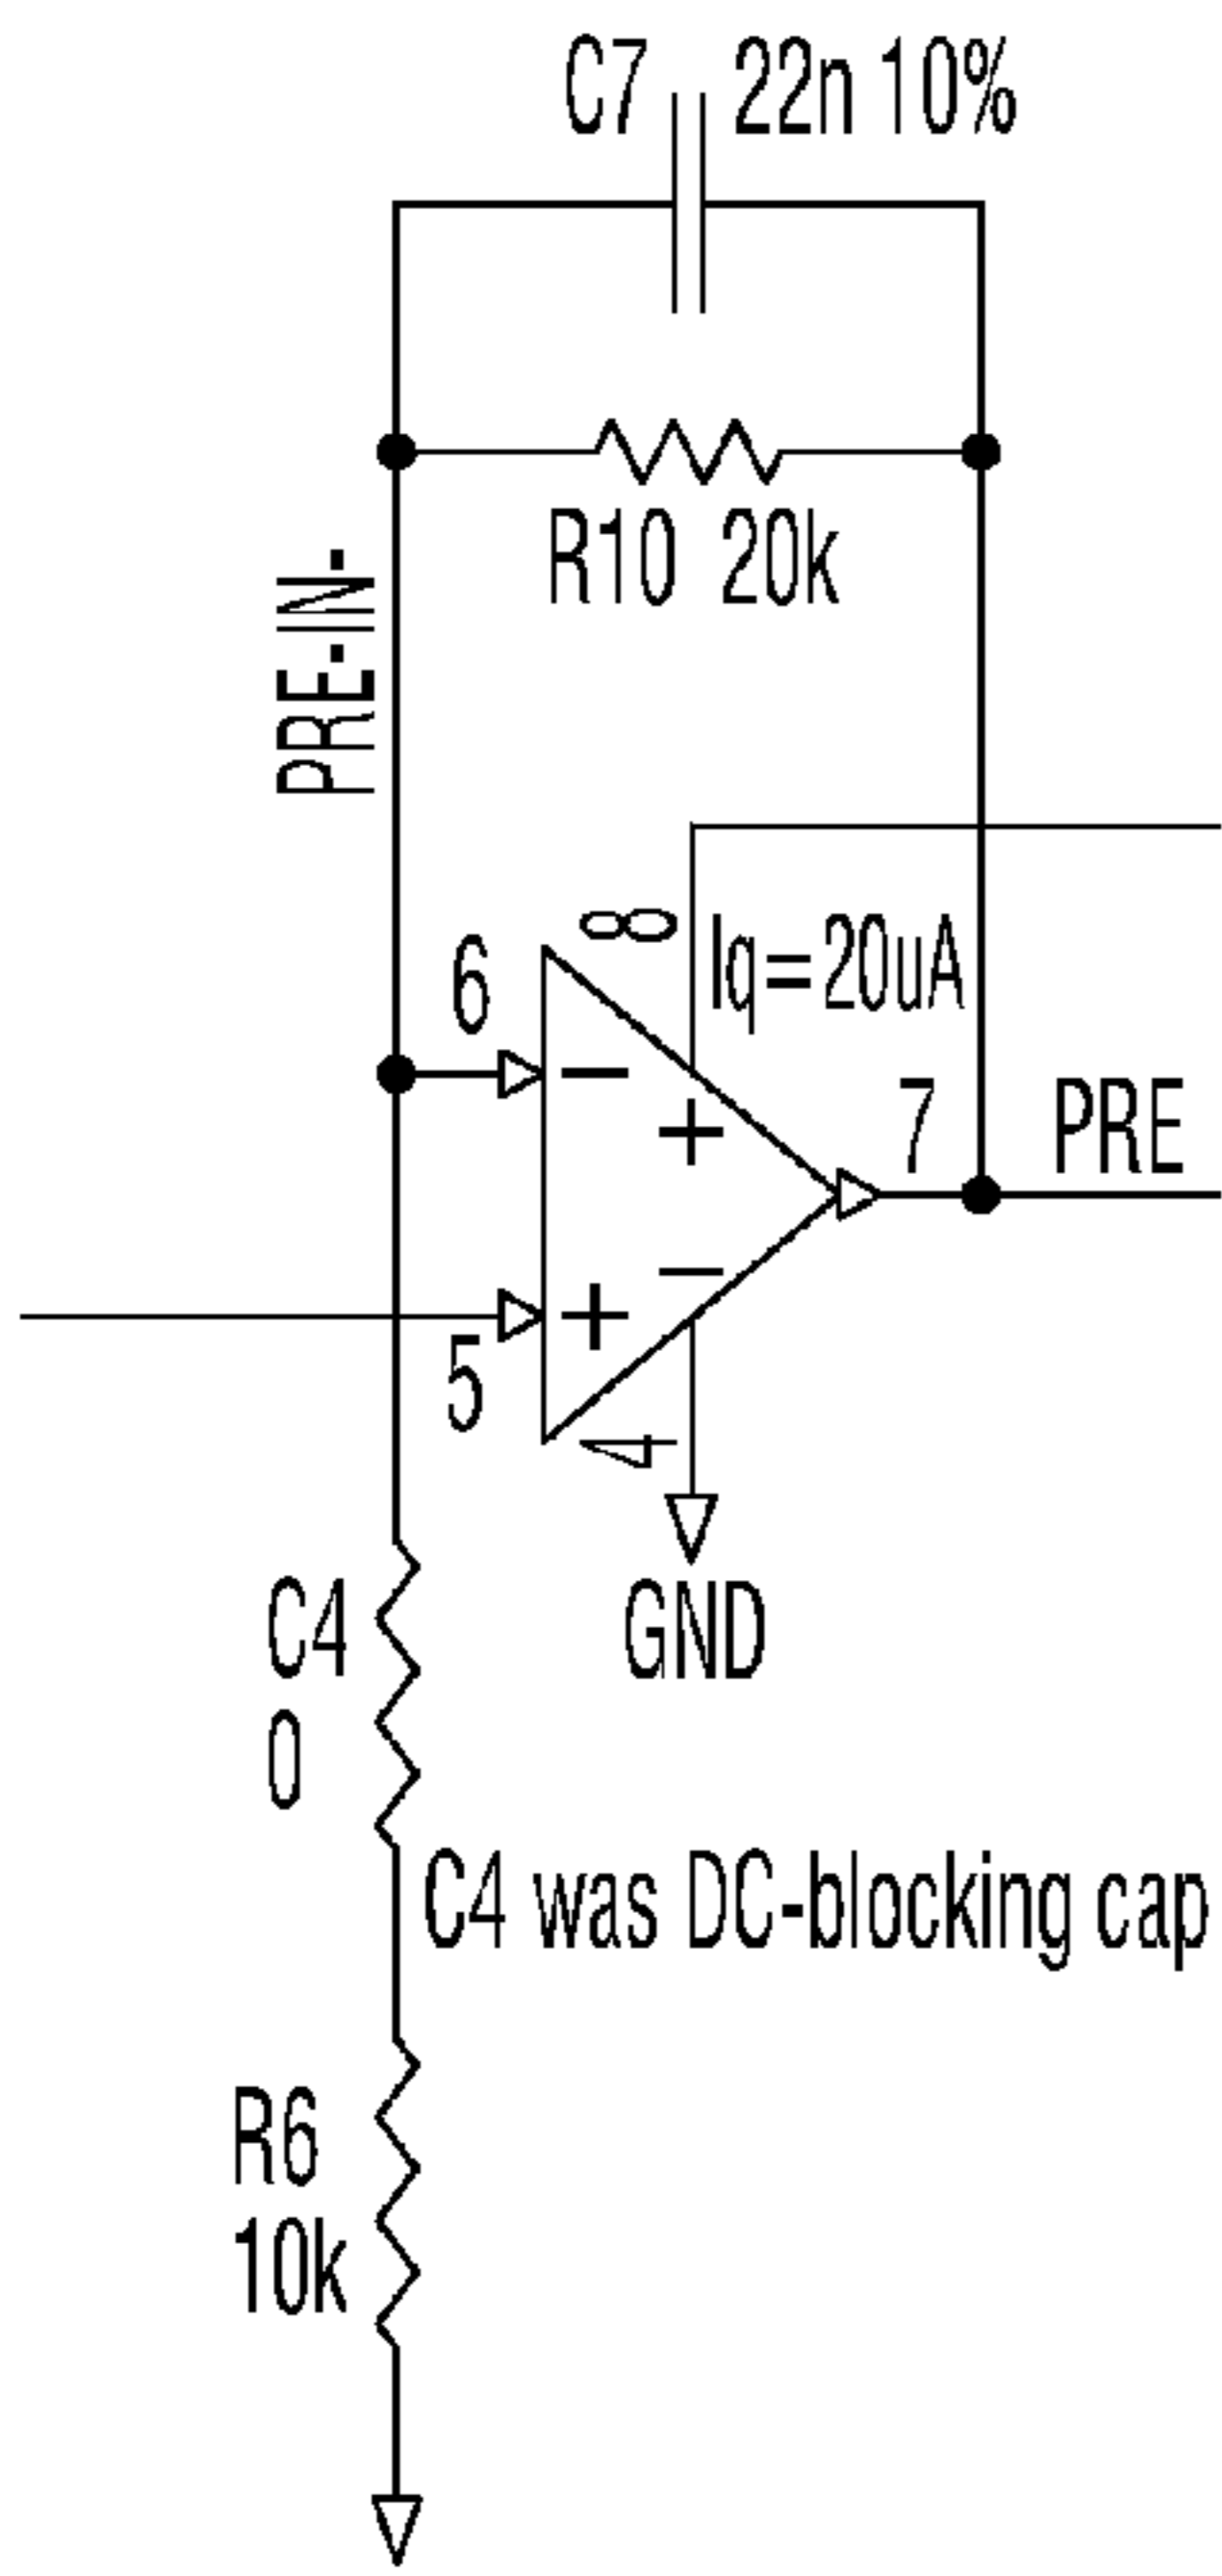 C7 22n 10%
R10 20k
PRE-IN-
8
Iq=20uA
6
−
+
7
PRE
−
+
5
4
GND
C4
0
C4 was DC-blocking cap
R6
10k